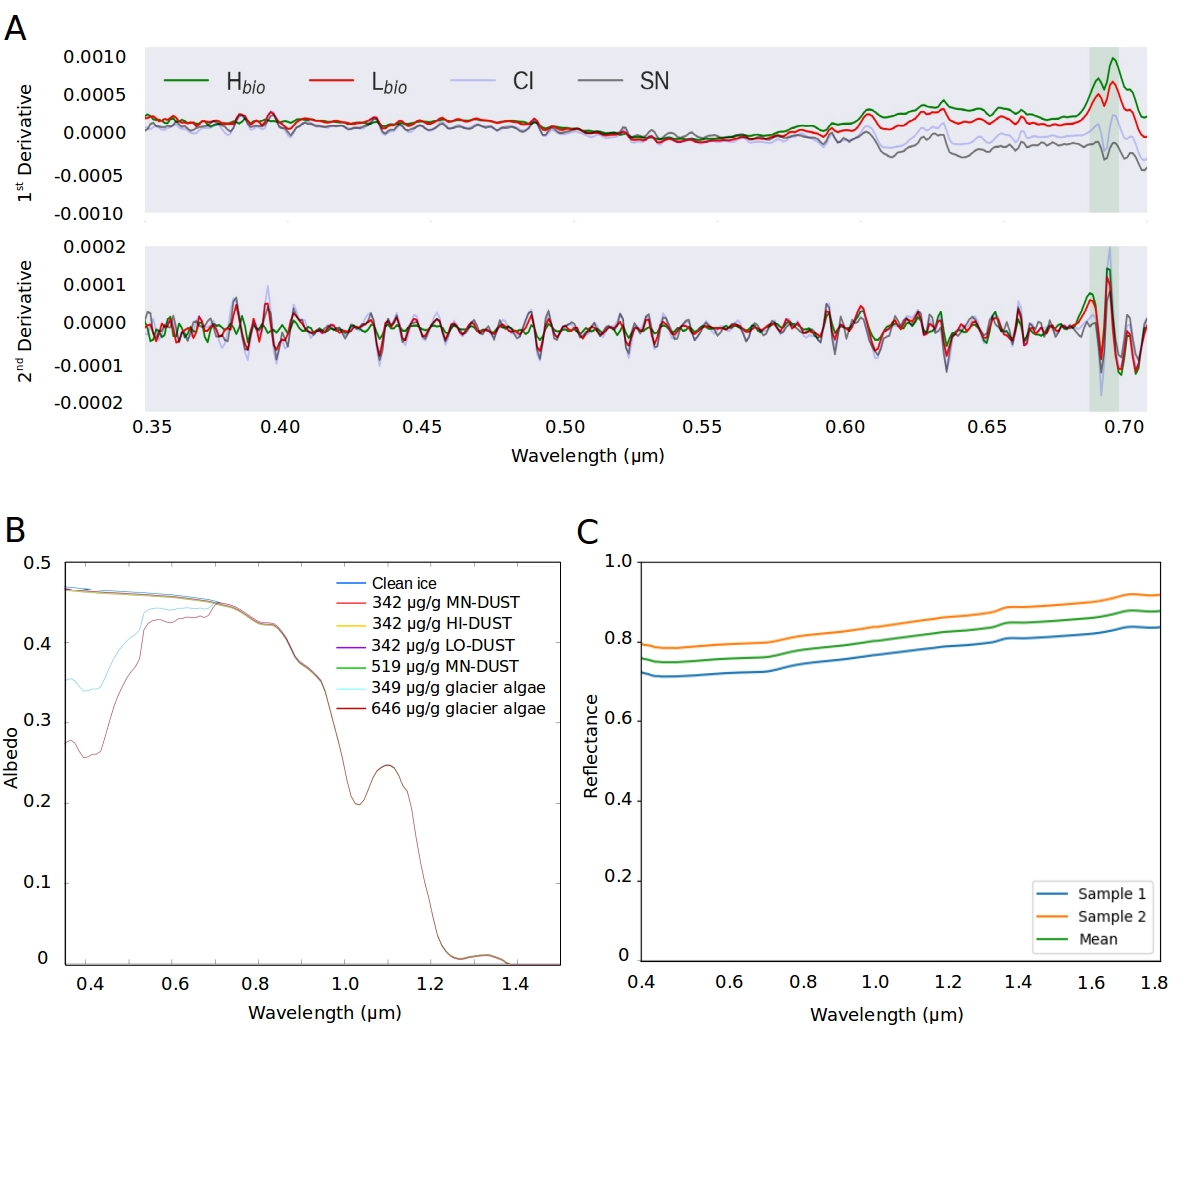 A
1st Derivative
0.0010
0.0005
0.0000
-0.0005
-0.0010
Hbio
Lbio
CI
SN
2nd Derivative
0.0002
0.0001
0.0000
-0.0001
-0.0002
0.35 0.40 0.45 0.50 0.55 0.60 0.65 0.70
Wavelength (μm)
B
Albedo
0.5
0.4
0.3
0.2
0.1
0
Clean ice
342 μg/g MN-DUST
342 μg/g HI-DUST
342 μg/g LO-DUST
519 μg/g MN-DUST
349 μg/g glacier algae
646 μg/g glacier algae
0.4 0.6 0.8 1.0 1.2 1.4
Wavelength (μm)
C
Reflectance
1.0
0.8
0.6
0.4
0.2
0
Sample 1
Sample 2
Mean
0.4 0.6 0.8 1.0 1.2 1.4 1.6 1.8
Wavelength (μm)